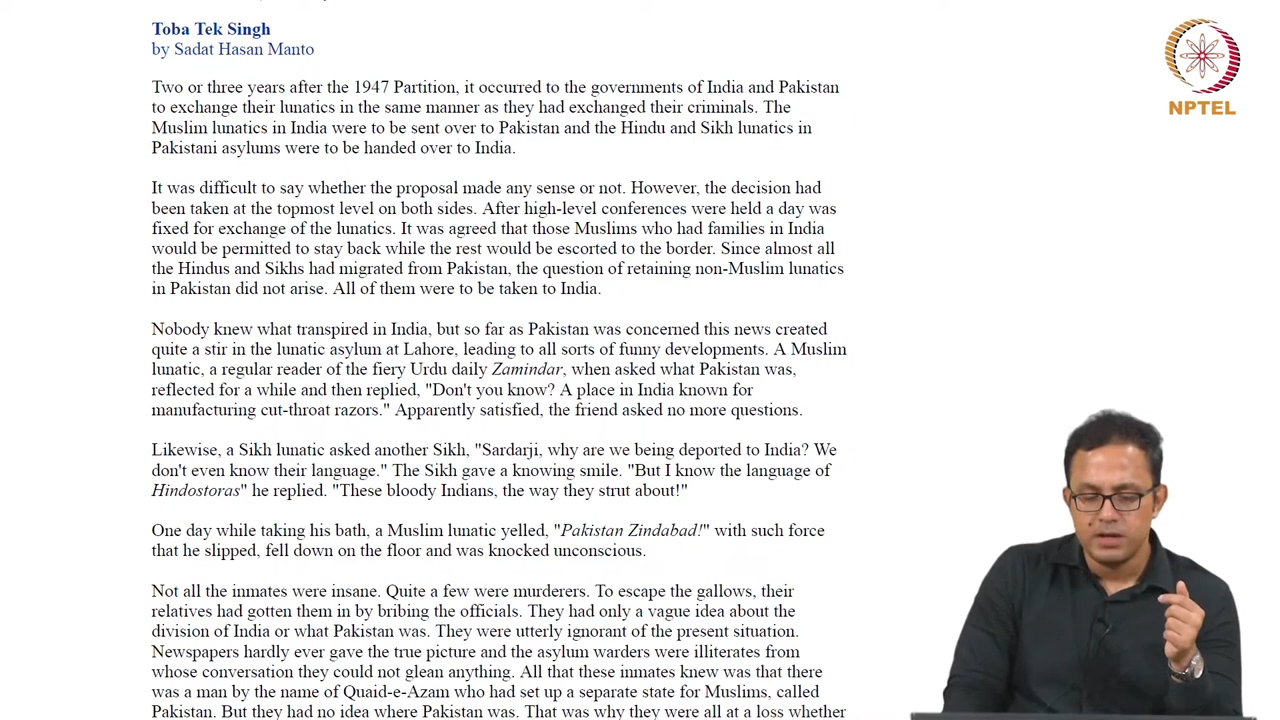 Toba Tek Singh
by Sadat Hasan Manto
Two or three years after the 1947 Partition, it occurred to the governments of India and Pakistan
to exchange their lunatics in the same manner as they had exchanged their criminals. The
Muslim lunatics in India were to be sent over to Pakistan and the Hindu and Sikh lunatics in
Pakistani asylums were to be handed over to India.
It was difficult to say whether the proposal made any sense or not. However, the decision had
been taken at the topmost level on both sides. After high-level conferences were held a day was
fixed for exchange of the lunatics. It was agreed that those Muslims who had families in India
would be permitted to stay back while the rest would be escorted to the border. Since almost all
the Hindus and Sikhs had migrated from Pakistan, the question of retaining non-Muslim lunatics
in Pakistan did not arise. All of them were to be taken to India.
Nobody knew what transpired in India, but so far as Pakistan was concerned this news created
quite a stir in the lunatic asylum at Lahore, leading to all sorts of funny developments. A Muslim
lunatic, a regular reader of the fiery Urdu daily Zamindar, when asked what Pakistan was,
reflected for a while and then replied, "Don't you know? A place in India known for
manufacturing cut-throat razors." Apparently satisfied, the friend asked no more questions.
Likewise, a Sikh lunatic asked another Sikh, "Sardarji, why are we being deported to India? We
don't even know their language." The Sikh gave a knowing smile. "But I know the language of
Hindostoras" he replied. "These bloody Indians, the way they strut about!"
One day while taking his bath, a Muslim lunatic yelled, "Pakistan Zindabad!" with such force
that he slipped, fell down on the floor and was knocked unconscious.
Not all the inmates were insane. Quite a few were murderers. To escape the gallows, their
relatives had gotten them in by bribing the officials. They had only a vague idea about the
division of India or what Pakistan was. They were utterly ignorant of the present situation.
Newspapers hardly ever gave the true picture and the asylum warders were illiterates from
whose conversation they could not glean anything. All that these inmates knew was that there
was a man by the name of Quaid-e-Azam who had set up a separate state for Muslims, called
Pakistan. But they had no idea where Pakistan was. That was why they were all at a loss whether
NPTEL